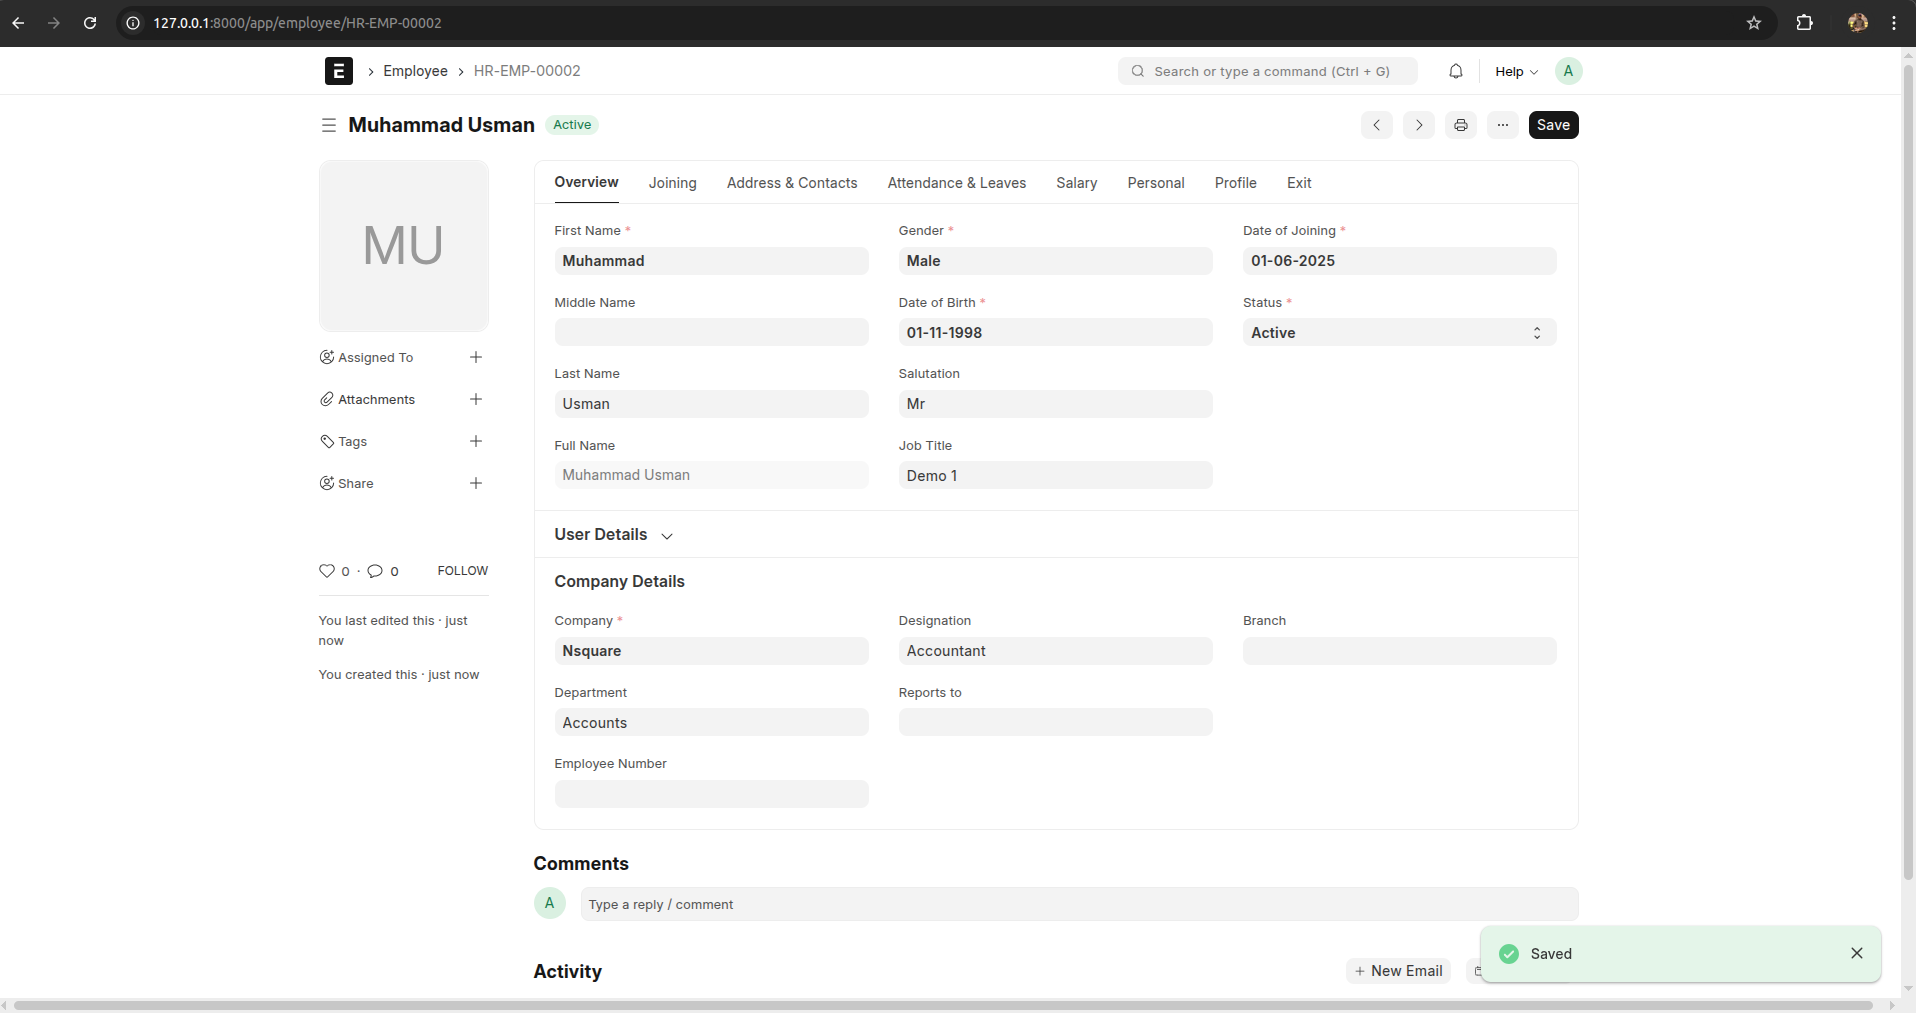 127.0.0.1:8000/app/employee/HR-EMP-00002
E > Employee > HR-EMP-00002
Search or type a command (Ctrl + G)
Help
A
Muhammad Usman Active
... Save
MU
Assigned To +
Attachments +
Tags +
Share +
0 · 0 FOLLOW
You last edited this · just
now
You created this · just now
Overview Joining Address & Contacts Attendance & Leaves Salary Personal Profile Exit
First Name * Gender * Date of Joining *
Muhammad Male 01-06-2025
Middle Name Date of Birth * Status *
01-11-1998 Active
Last Name Salutation
Usman Mr
Full Name Job Title
Muhammad Usman Demo 1
User Details
Company Details
Company * Designation Branch
Nsquare Accountant
Department Reports to
Accounts
Employee Number
Comments
A Type a reply / comment
Activity + New Email
Saved